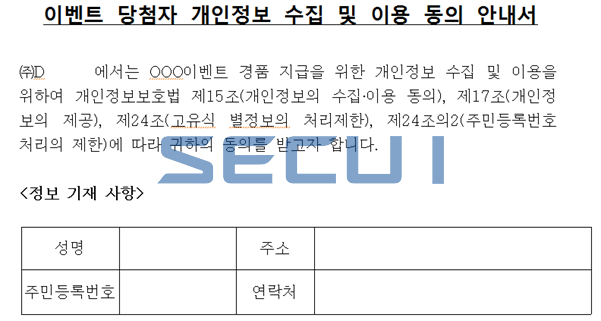 이벤트 당첨자 개인정보 수집 및 이용 동의 안내서
㈜D 에서는 OOO이벤트 경품 지급을 위한 개인정보 수집 및 이용을
위하여 개인정보보호법 제15조(개인정보의 수집·이용 동의), 제17조(개인정
보의 제공), 제24조(고유식 별정보의 처리제한), 제24조의2(주민등록번호
처리의 제한)에 따라 귀하의 동의를 받고자 합니다.
SECUI
<정보 기재 사항>
성명 주소
주민등록번호 연락처